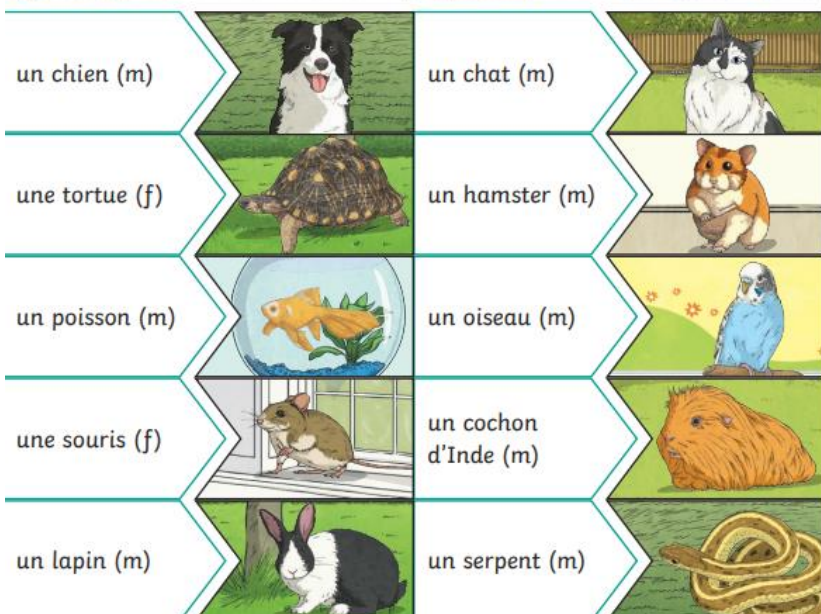 un chien (m)
un chat (m)
une tortue (f)
un hamster (m)
un poisson (m)
un oiseau (m)
une souris (f)
un cochon
d'Inde (m)
un lapin (m)
un serpent (m)